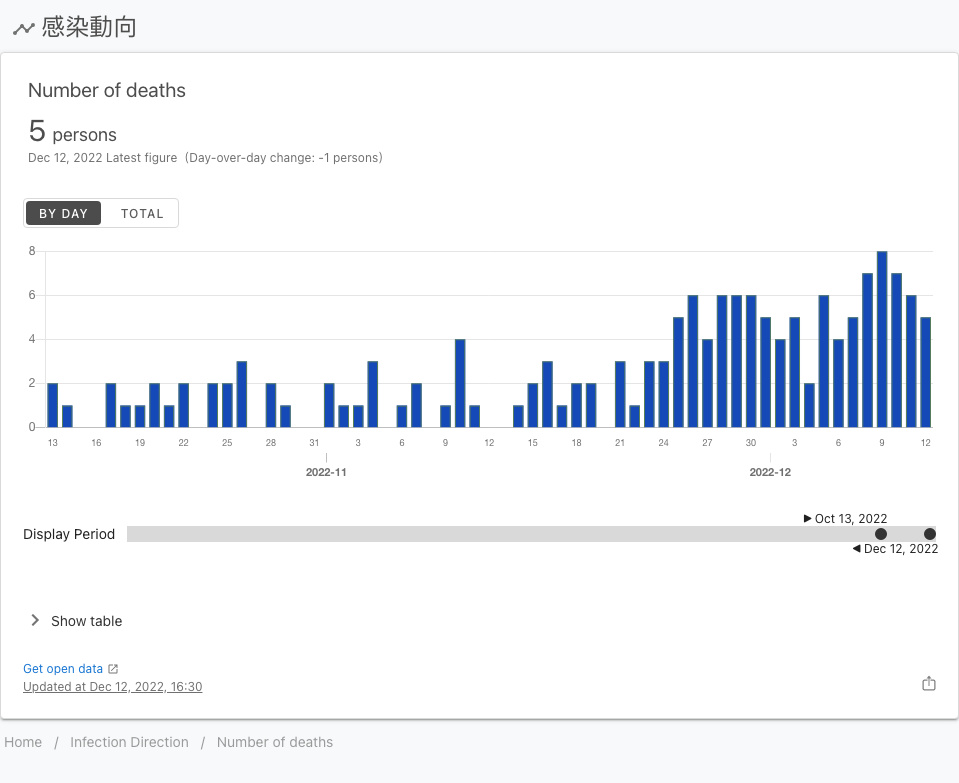 感染動向
Number of deaths
5 persons
Dec 12, 2022 Latest figure (Day-over-day change: -1 persons)
BY DAY TOTAL
8
6
4
2
0
13 16 19 22 25 28 31 3 6 9 12 15 18 21 24 27 30 3 6 9 12
2022-11 2022-12
Oct 13, 2022
Display Period
Dec 12, 2022
Show table
Get open data
Updated at Dec 12, 2022, 16:30
Home / Infection Direction / Number of deaths